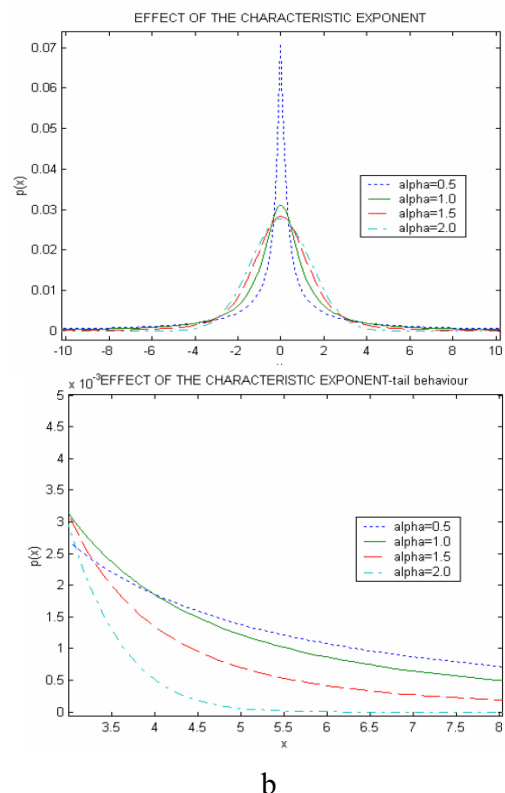 EFFECT OF THE CHARACTERISTIC EXPONENT
0.07
0.06
0.05
0.04
0.03
0.02
0.01
0
p(x)
alpha=0.5
alpha=1.0
alpha=1.5
alpha=2.0
-10 -8 -6 -4 -2 0 2 4 6 8 10
x 10-3 EFFECT OF THE CHARACTERISTIC EXPONENT-tail behaviour
5
4.5
4
3.5
3
2.5
2
1.5
1
0.5
0
p(x)
alpha=0.5
alpha=1.0
alpha=1.5
alpha=2.0
3.5 4 4.5 5 5.5 6 6.5 7 7.5 8
x
b